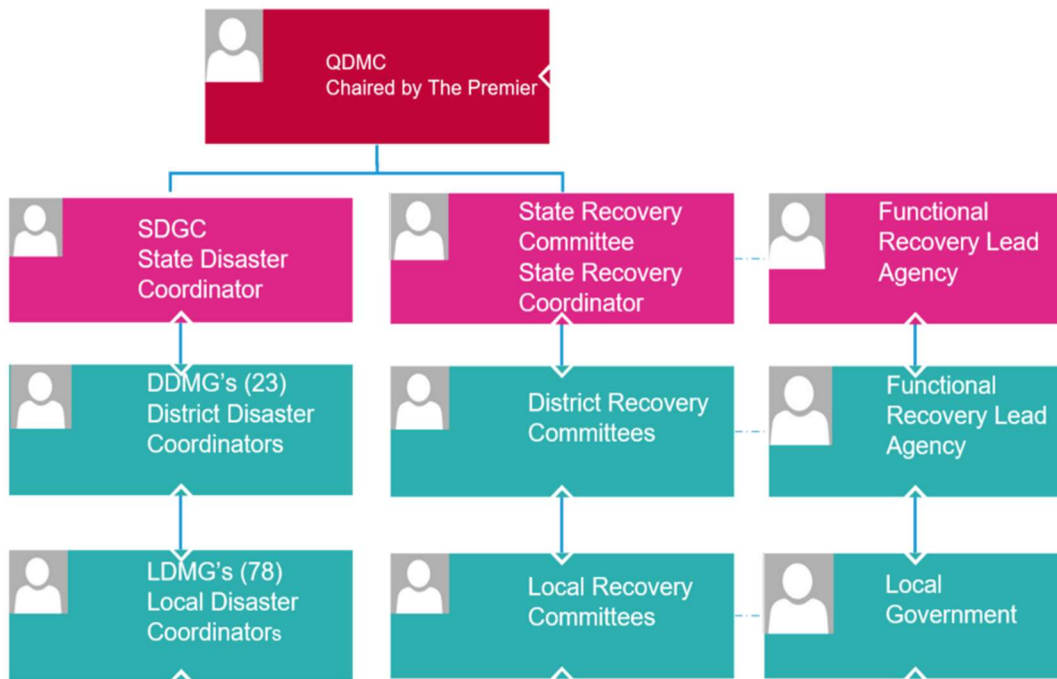 QDMC
Chaired by The Premier
SDGC
State Disaster
Coordinator
State Recovery
Committee
State Recovery
Coordinator
Functional
Recovery Lead
Agency
DDMG's (23)
District Disaster
Coordinators
District Recovery
Committees
Functional
Recovery Lead
Agency
LDMG's (78)
Local Disaster
Coordinators
Local Recovery
Committees
Local
Government